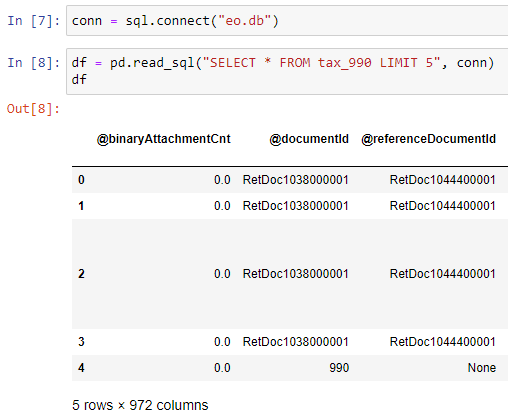 In [7]: conn = sql.connect("eo.db")
In [8]: df = pd.read_sql("SELECT * FROM tax_990 LIMIT 5", conn)
df
Out[8]:
@binaryAttachmentCnt @documentId @referenceDocumentId
0 0.0 RetDoc1038000001 RetDoc1044400001
1 0.0 RetDoc1038000001 RetDoc1044400001
2 0.0 RetDoc1038000001 RetDoc1044400001
3 0.0 RetDoc1038000001 RetDoc1044400001
4 0.0 990 None
5 rows × 972 columns